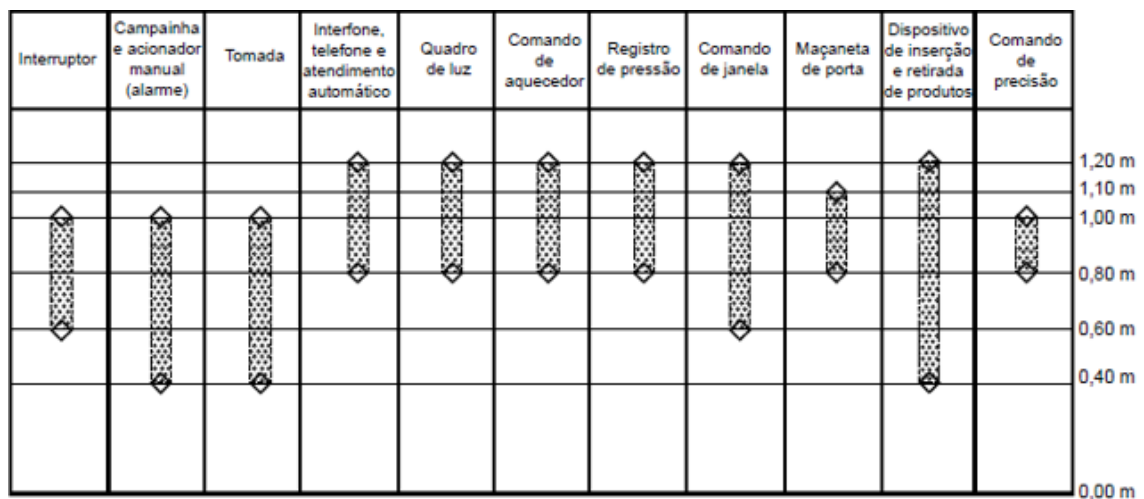 Interruptor
Campainha
e acionador
manual
(alarme)
Tomada
Interfone,
telefone e
atendimento
automático
Quadro
de luz
Comando
de
aquecedor
Registro
de pressão
Comando
de janela
Maçaneta
de porta
Dispositivo
de inserção
e retirada
de produtos
Comando
de
precisão
1,20 m
1,10 m
1,00 m
0,80 m
0,60 m
0,40 m
0,00 m